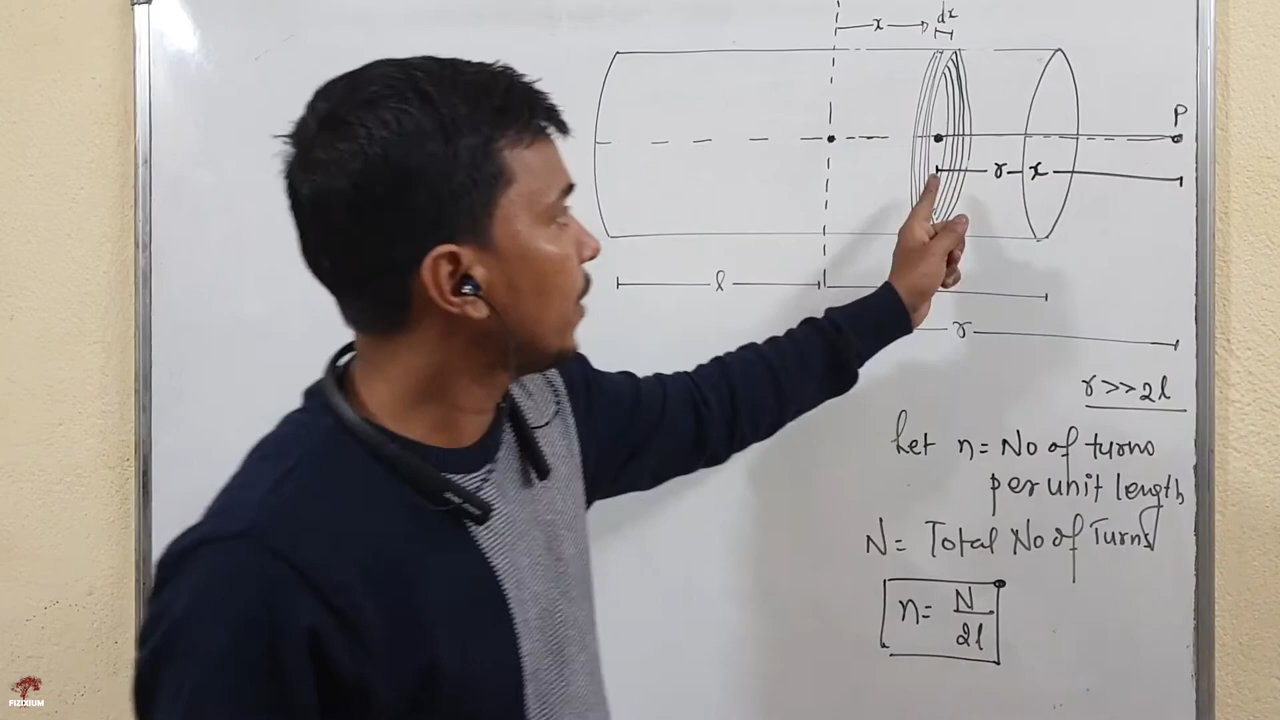 x
dx
P
r - x
l
r
r >> 2l
Let n = No of turns
per unit length
N = Total No of Turns
n = N/2l
FIZIXIUM